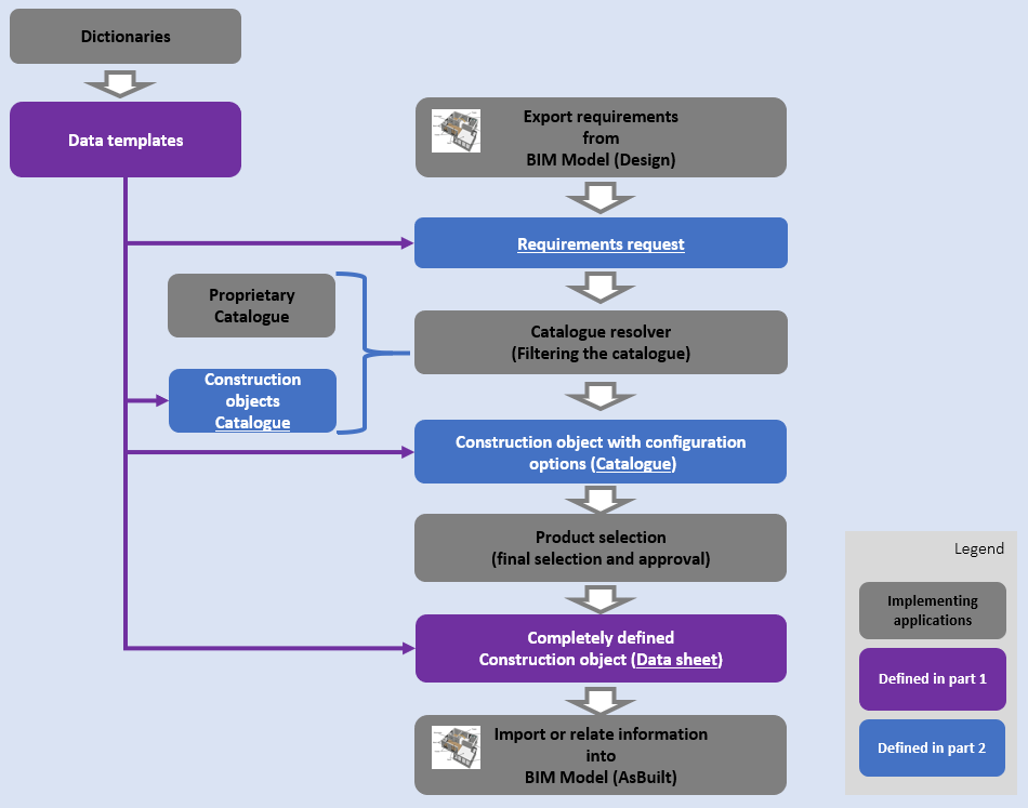 Dictionaries
Data templates
Export requirements
from
BIM Model (Design)
Requirements request
Proprietary
Catalogue
Catalogue resolver
(Filtering the catalogue)
Construction
objects
Catalogue
Construction object with configuration
options (Catalogue)
Product selection
(final selection and approval)
Completely defined
Construction object (Data sheet)
Import or relate information
into
BIM Model (AsBuilt)
Legend
Implementing
applications
Defined in part 1
Defined in part 2